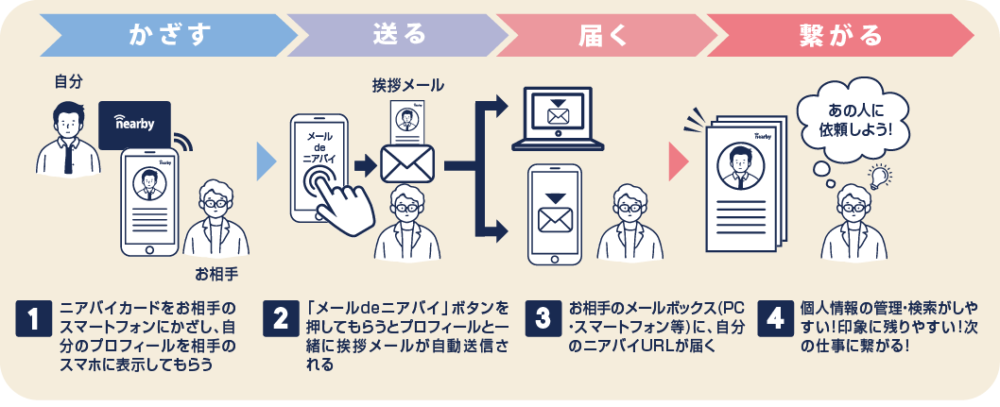 かざす
送る
届く
繋がる
自分
nearby
nearby
お相手
メール
de
ニアバイ
挨拶メール
nearby
nearby
あの人に
依頼しよう!
1
ニアバイカードをお相手の
スマートフォンにかざし、自
分のプロフィールを相手の
スマホに表示してもらう
2
「メールdeニアバイ」ボタンを
押してもらうとプロフィールと一
緒に挨拶メールが自動送信さ
れる
3
お相手のメールボックス(PC
・スマートフォン等)に、自分
のニアバイURLが届く
4
個人情報の管理・検索がしや
すい!印象に残りやすい!次
の仕事に繋がる!